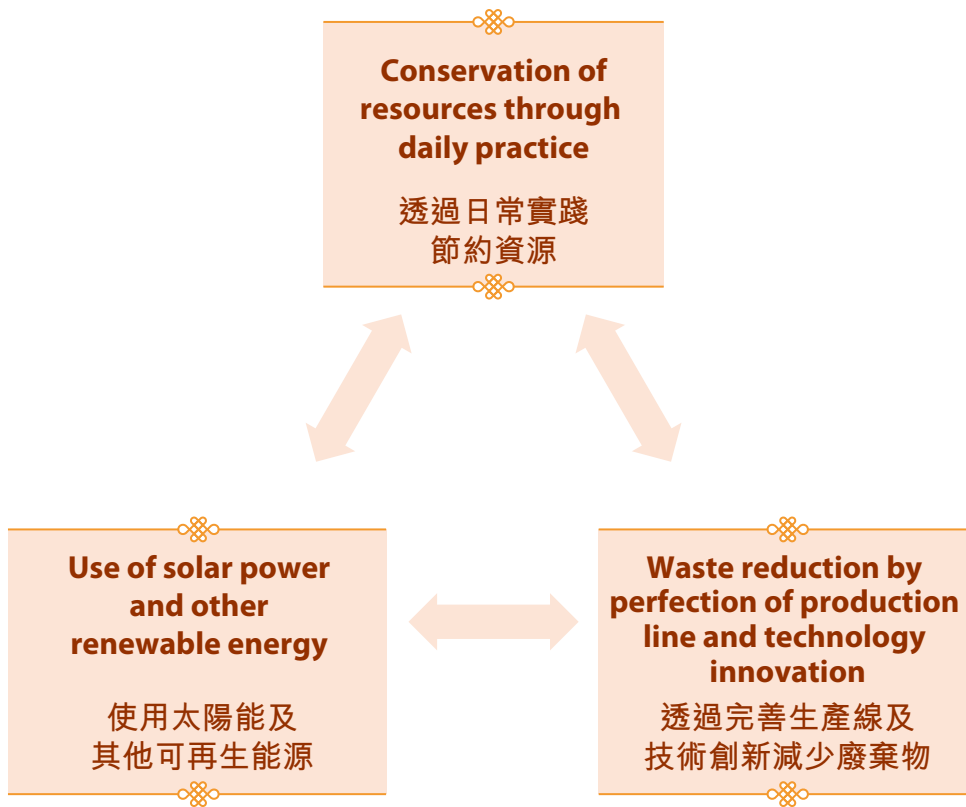 Conservation of
resources through
daily practice
透過日常實踐
節約資源
Use of solar power
and other
renewable energy
使用太陽能及
其他可再生能源
Waste reduction by
perfection of production
line and technology
innovation
透過完善生產線及
技術創新減少廢棄物